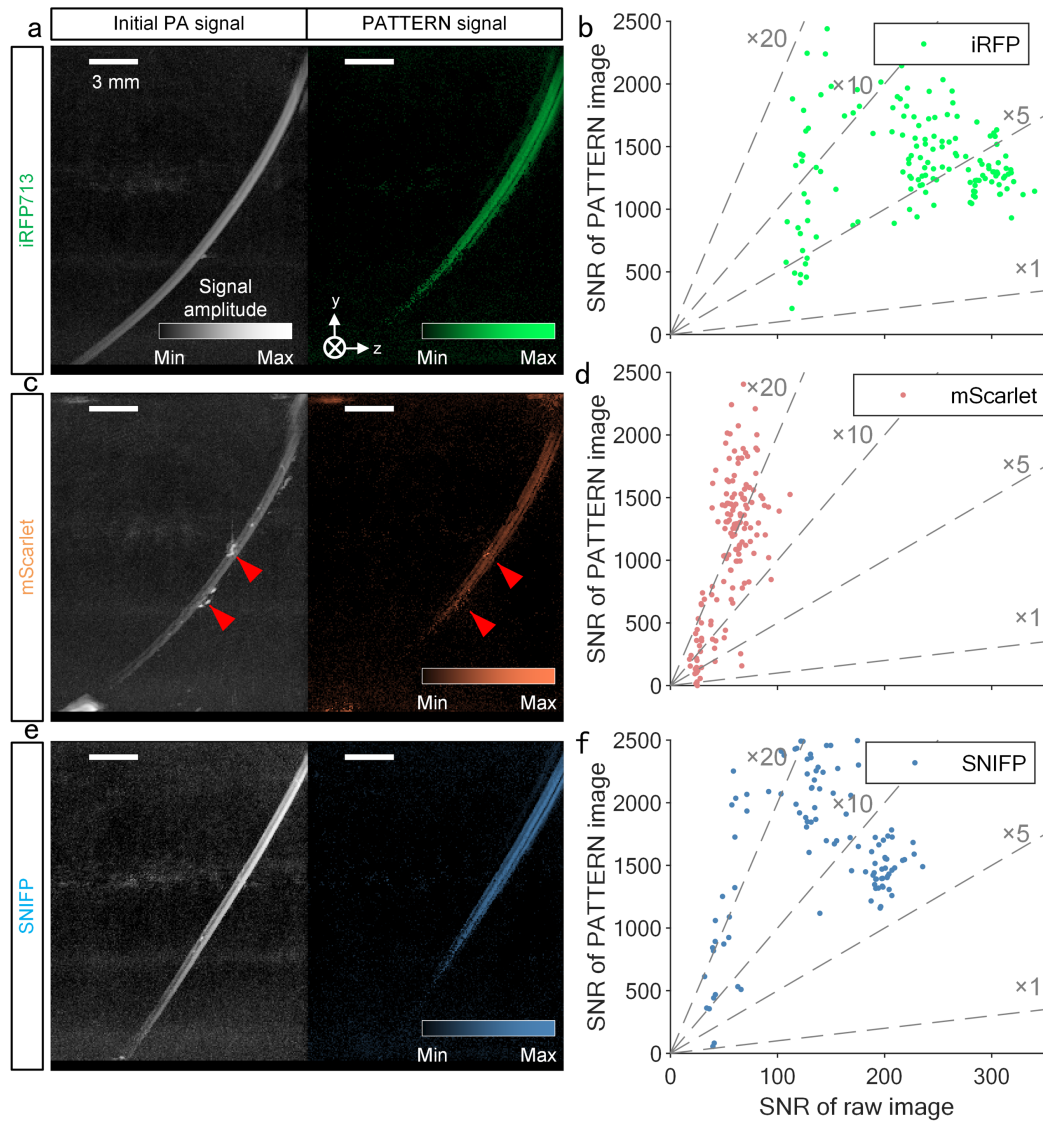 a
Initial PA signal
PATTERN signal
iRFP713
3 mm
Signal
amplitude
Min
Max
y
z
Min
Max
b
SNR of PATTERN image
2500
2000
1500
1000
500
0
×20
×10
×5
×1
iRFP
c
mScarlet
Min
Max
d
SNR of PATTERN image
2500
2000
1500
1000
500
0
×20
×10
×5
×1
mScarlet
e
SNIFP
Min
Max
f
SNR of PATTERN image
2500
2000
1500
1000
500
0
×20
×10
×5
×1
SNIFP
0
100
200
300
SNR of raw image